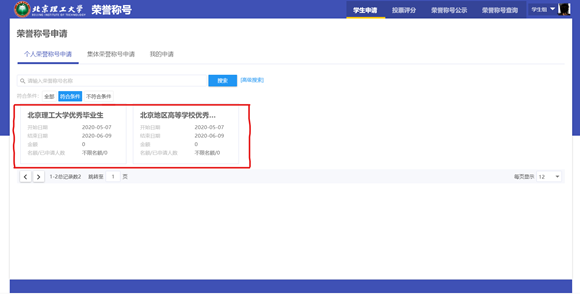 北京理工大学 荣誉称号 学生申请 投票评分 荣誉称号公示 荣誉称号查询 学生组
BEIJING INSTITUTE OF TECHNOLOGY
荣誉称号申请
个人荣誉称号申请 集体荣誉称号申请 我的申请
请输入荣誉称号名称 搜索 [高级搜索]
符合条件: 全部 符合条件 不符合条件
北京理工大学优秀毕业生 北京地区高等学校优秀...
开始日期 2020-05-07 开始日期 2020-05-07
结束日期 2020-06-09 结束日期 2020-06-09
金额 0 金额 0
名额/已申请人数 不限名额/0 名额/已申请人数 不限名额/0
1-2总记录数2 跳转至 1 页 每页显示 12